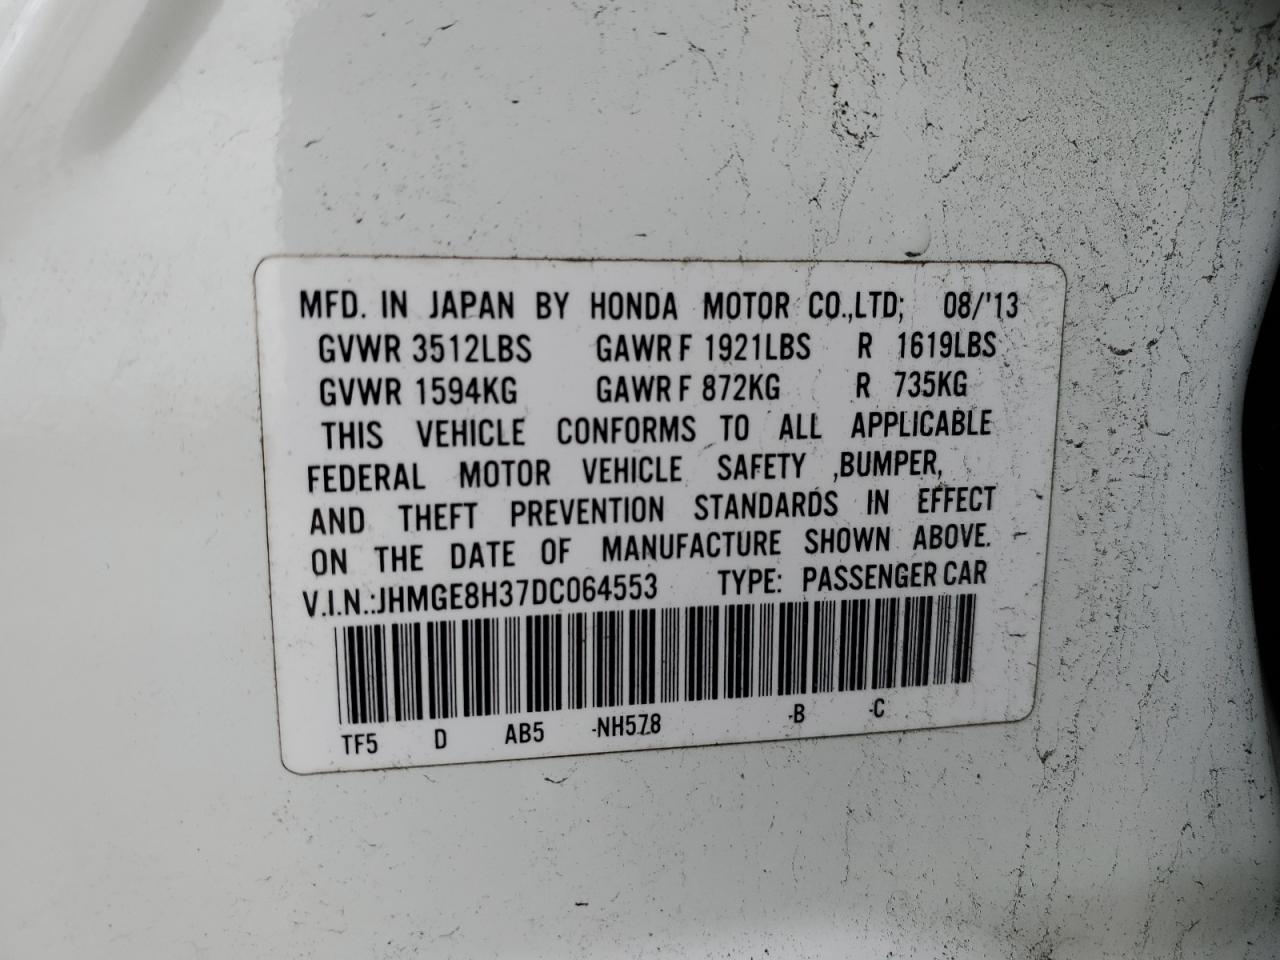 MFD. IN JAPAN BY HONDA MOTOR CO.,LTD; 08/'13
GVWR 3512LBS GAWR F 1921LBS R 1619LBS
GVWR 1594KG GAWR F 872KG R 735KG
THIS VEHICLE CONFORMS TO ALL APPLICABLE
FEDERAL MOTOR VEHICLE SAFETY ,BUMPER,
AND THEFT PREVENTION STANDARDS IN EFFECT
ON THE DATE OF MANUFACTURE SHOWN ABOVE.
V.I.N.:JHMGE8H37DC064553 TYPE: PASSENGER CAR
TF5 D AB5 -NH578 -B -C